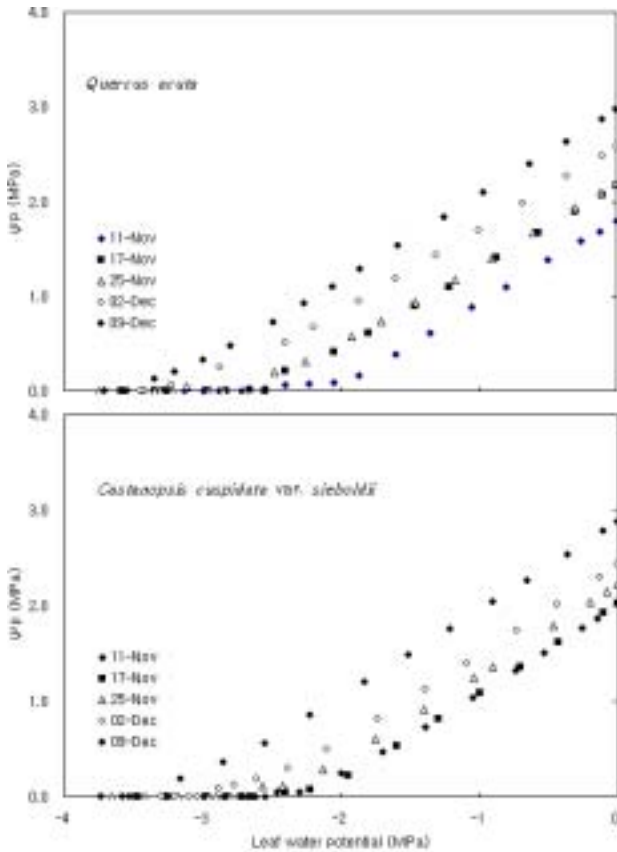 4.0
Quercus acuta
3.0
Ψp (MPa)
2.0
11-Nov
17-Nov
25-Nov
02-Dec
09-Dec
1.0
0.0
4.0
Castanopsis cuspidata var. sieboldii
3.0
Ψp (MPa)
2.0
11-Nov
17-Nov
25-Nov
02-Dec
09-Dec
1.0
0.0
-4 -3 -2 -1 0
Leaf water potential (MPa)